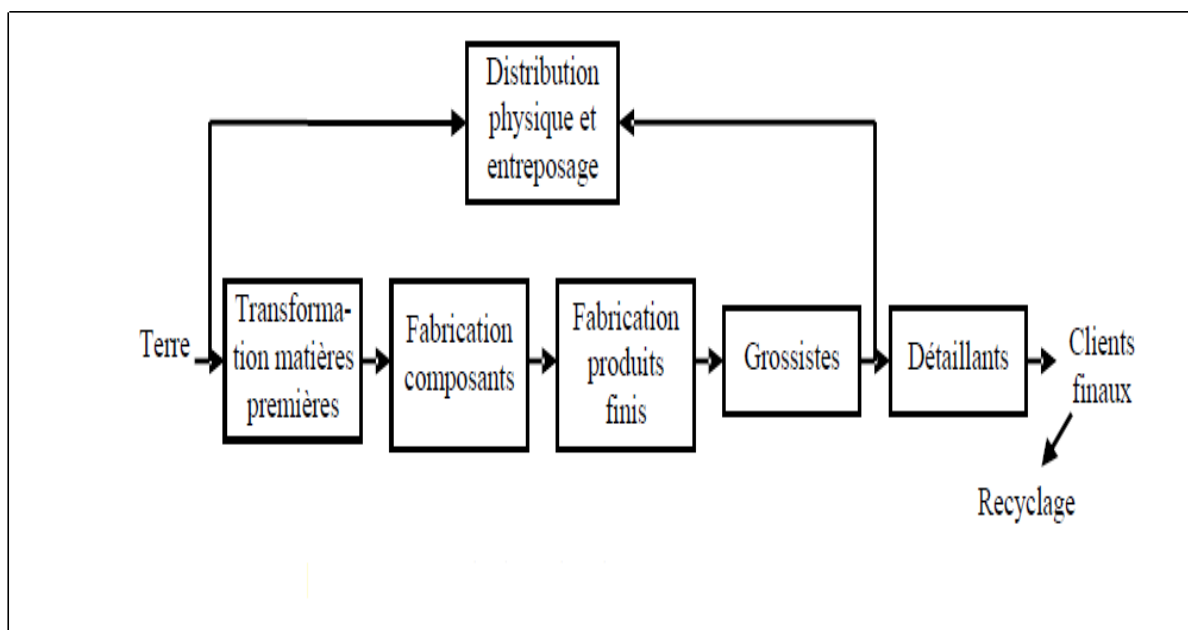 Distribution
physique et
entreposage
Terre
Transforma-
tion matières
premières
Fabrication
composants
Fabrication
produits
finis
Grossistes
Détaillants
Clients
finaux
Recyclage